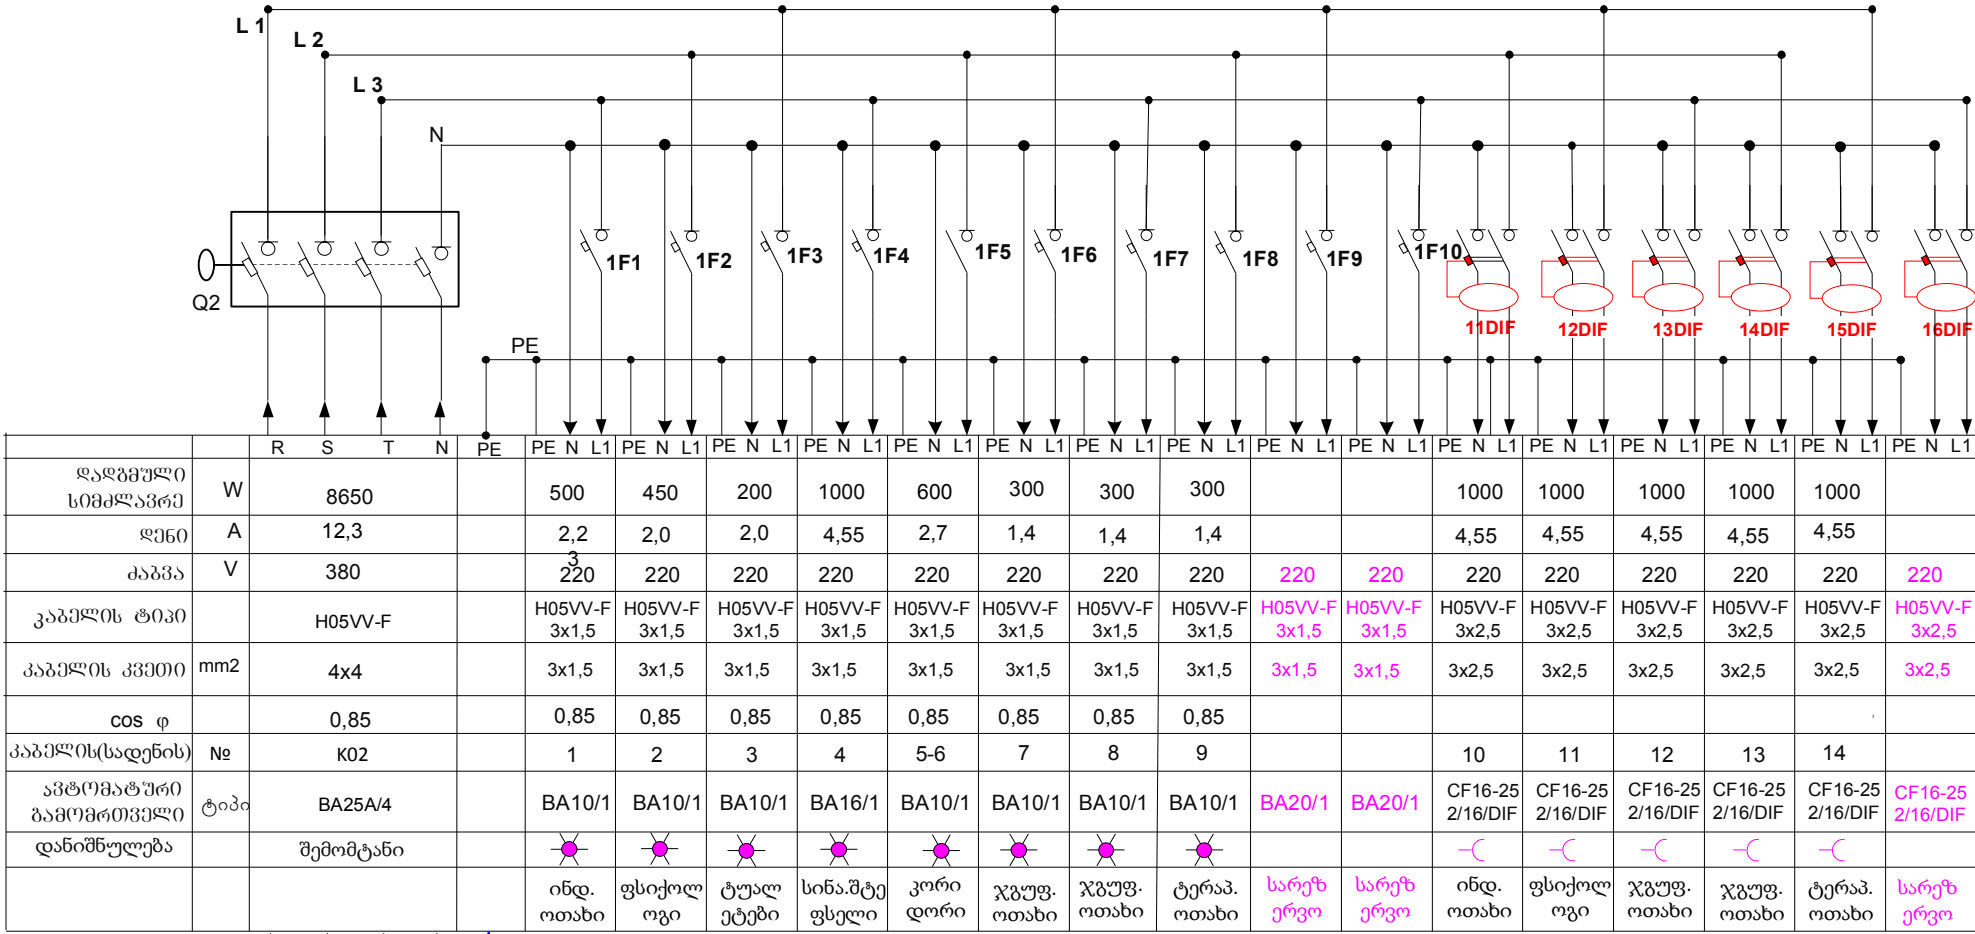 L 1
L 2
L 3
N
Q2
1F1
1F2
1F3
1F4
1F5
1F6
1F7
1F8
1F9
1F10
11DIF
12DIF
13DIF
14DIF
15DIF
16DIF
PE
R S T N PE PE N L1 PE N L1 PE N L1 PE N L1 PE N L1 PE N L1 PE N L1 PE N L1 PE N L1 PE N L1 PE N L1 PE N L1 PE N L1 PE N L1 PE N L1 PE N L1
დადგმული
სიმძლავრე W 8650 500 450 200 1000 600 300 300 300 1000 1000 1000 1000 1000
დენი A 12,3 2,2 2,0 2,0 4,55 2,7 1,4 1,4 1,4 4,55 4,55 4,55 4,55 4,55
3
ძაბვა V 380 220 220 220 220 220 220 220 220 220 220 220 220 220 220 220 220
კაბელის ტიპი H05VV-F H05VV-F H05VV-F H05VV-F H05VV-F H05VV-F H05VV-F H05VV-F H05VV-F H05VV-F H05VV-F H05VV-F H05VV-F H05VV-F H05VV-F H05VV-F H05VV-F
3x1,5 3x1,5 3x1,5 3x1,5 3x1,5 3x1,5 3x1,5 3x1,5 3x1,5 3x1,5 3x2,5 3x2,5 3x2,5 3x2,5 3x2,5 3x2,5
კაბელის კვეთი mm2 4x4 3x1,5 3x1,5 3x1,5 3x1,5 3x1,5 3x1,5 3x1,5 3x1,5 3x1,5 3x1,5 3x2,5 3x2,5 3x2,5 3x2,5 3x2,5 3x2,5
cos φ 0,85 0,85 0,85 0,85 0,85 0,85 0,85 0,85 0,85
კაბელის(სადენის) № K02 1 2 3 4 5-6 7 8 9 10 11 12 13 14
ავტომატური
გამომრთველი ტიპი BA25A/4 BA10/1 BA10/1 BA10/1 BA16/1 BA10/1 BA10/1 BA10/1 BA10/1 BA20/1 BA20/1 CF16-25 CF16-25 CF16-25 CF16-25 CF16-25 CF16-25
2/16/DIF 2/16/DIF 2/16/DIF 2/16/DIF 2/16/DIF 2/16/DIF
დანიშნულება შემომტანი
ინდ. ფსიქოლ ტუალ სინა.შტე კორი ჯგუფ. ჯგუფ. ტერაპ. სარეზ სარეზ ინდ. ფსიქოლ ჯგუფ. ჯგუფ. ტერაპ. სარეზ
ოთახი ოგი ეტები ფსელი დორი ოთახი ოთახი ოთახი ერვო ერვო ოთახი ოგი ოთახი ოთახი ოთახი ერვო